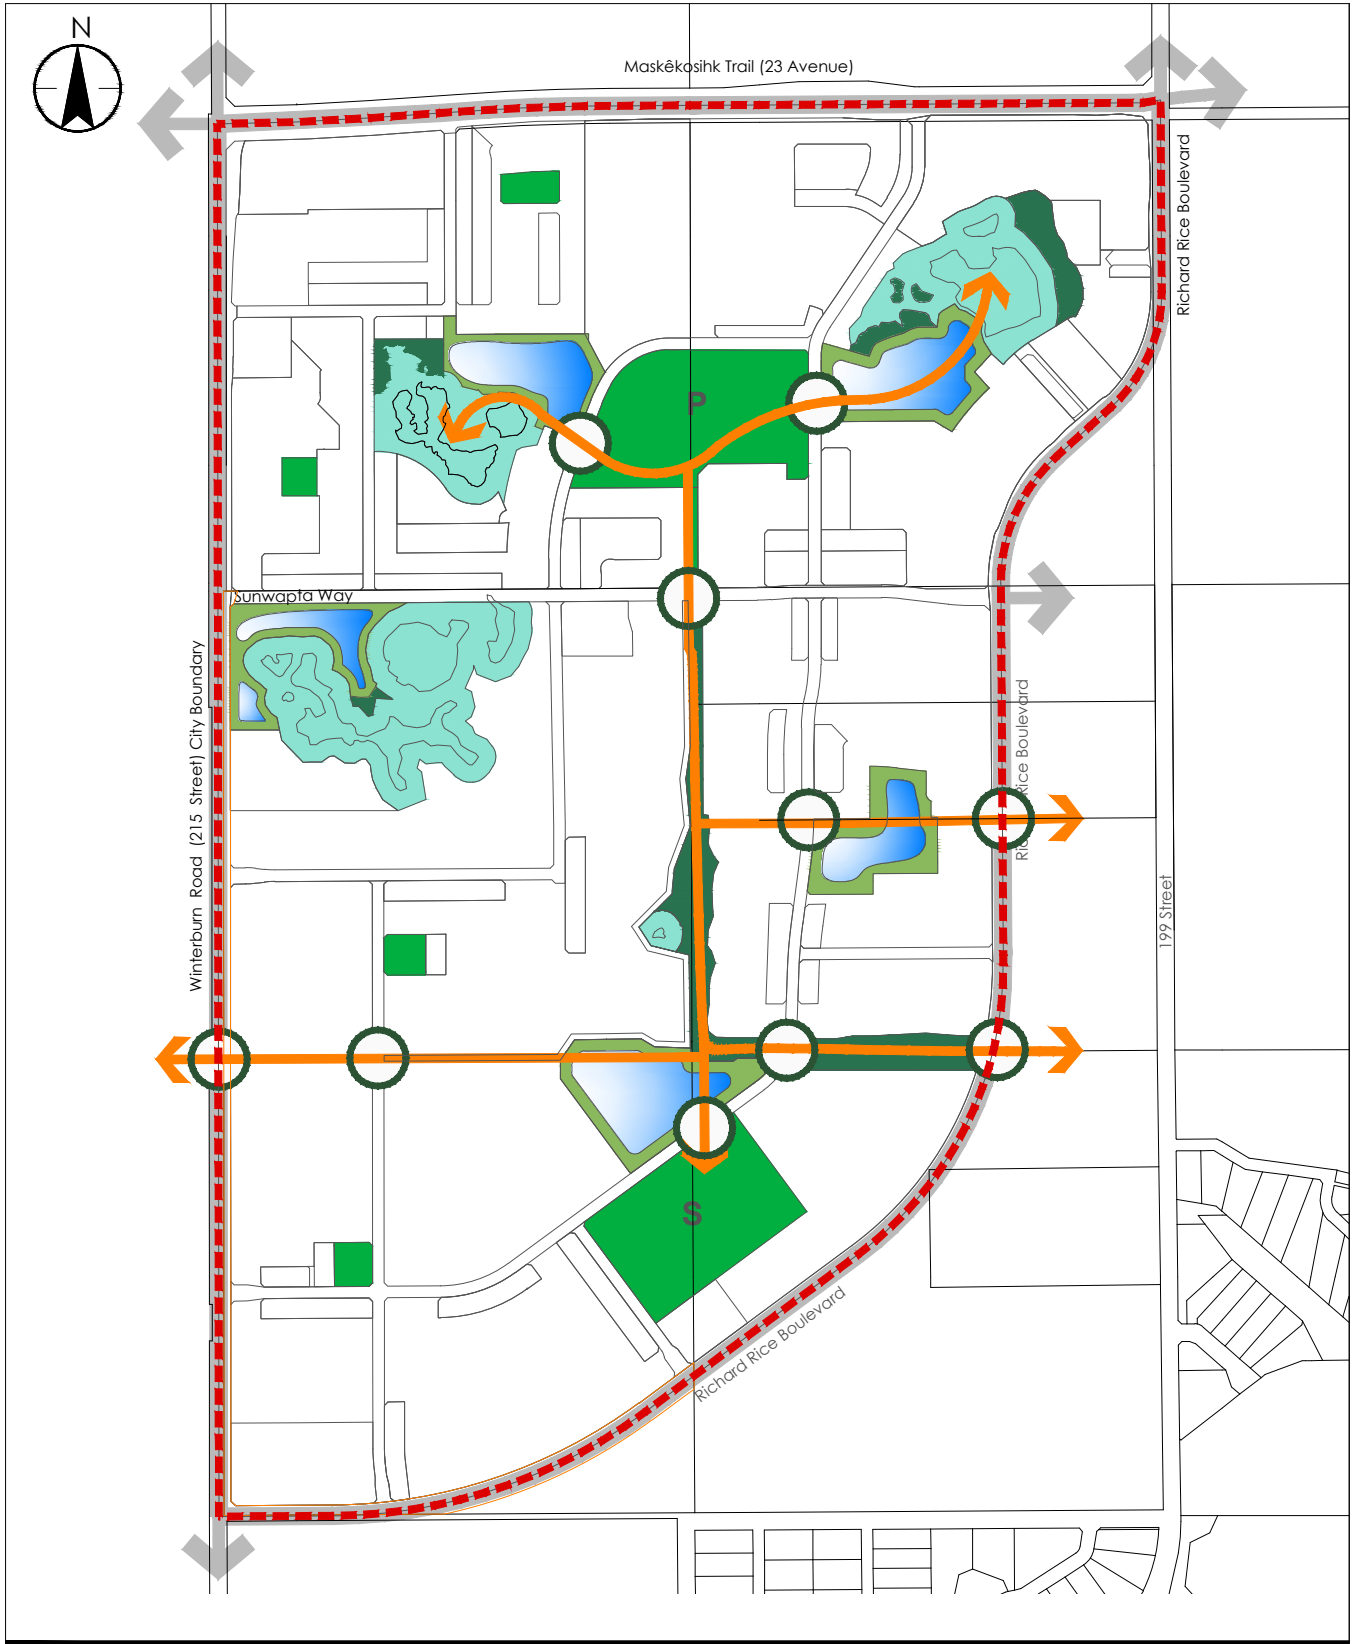 N
Maskêkosihk Trail (23 Avenue)
Richard Rice Boulevard
P
Sunwapta Way
Winterburn Road (215 Street) City Boundary
Richard Rice Boulevard
199 Street
S
Richard Rice Boulevard